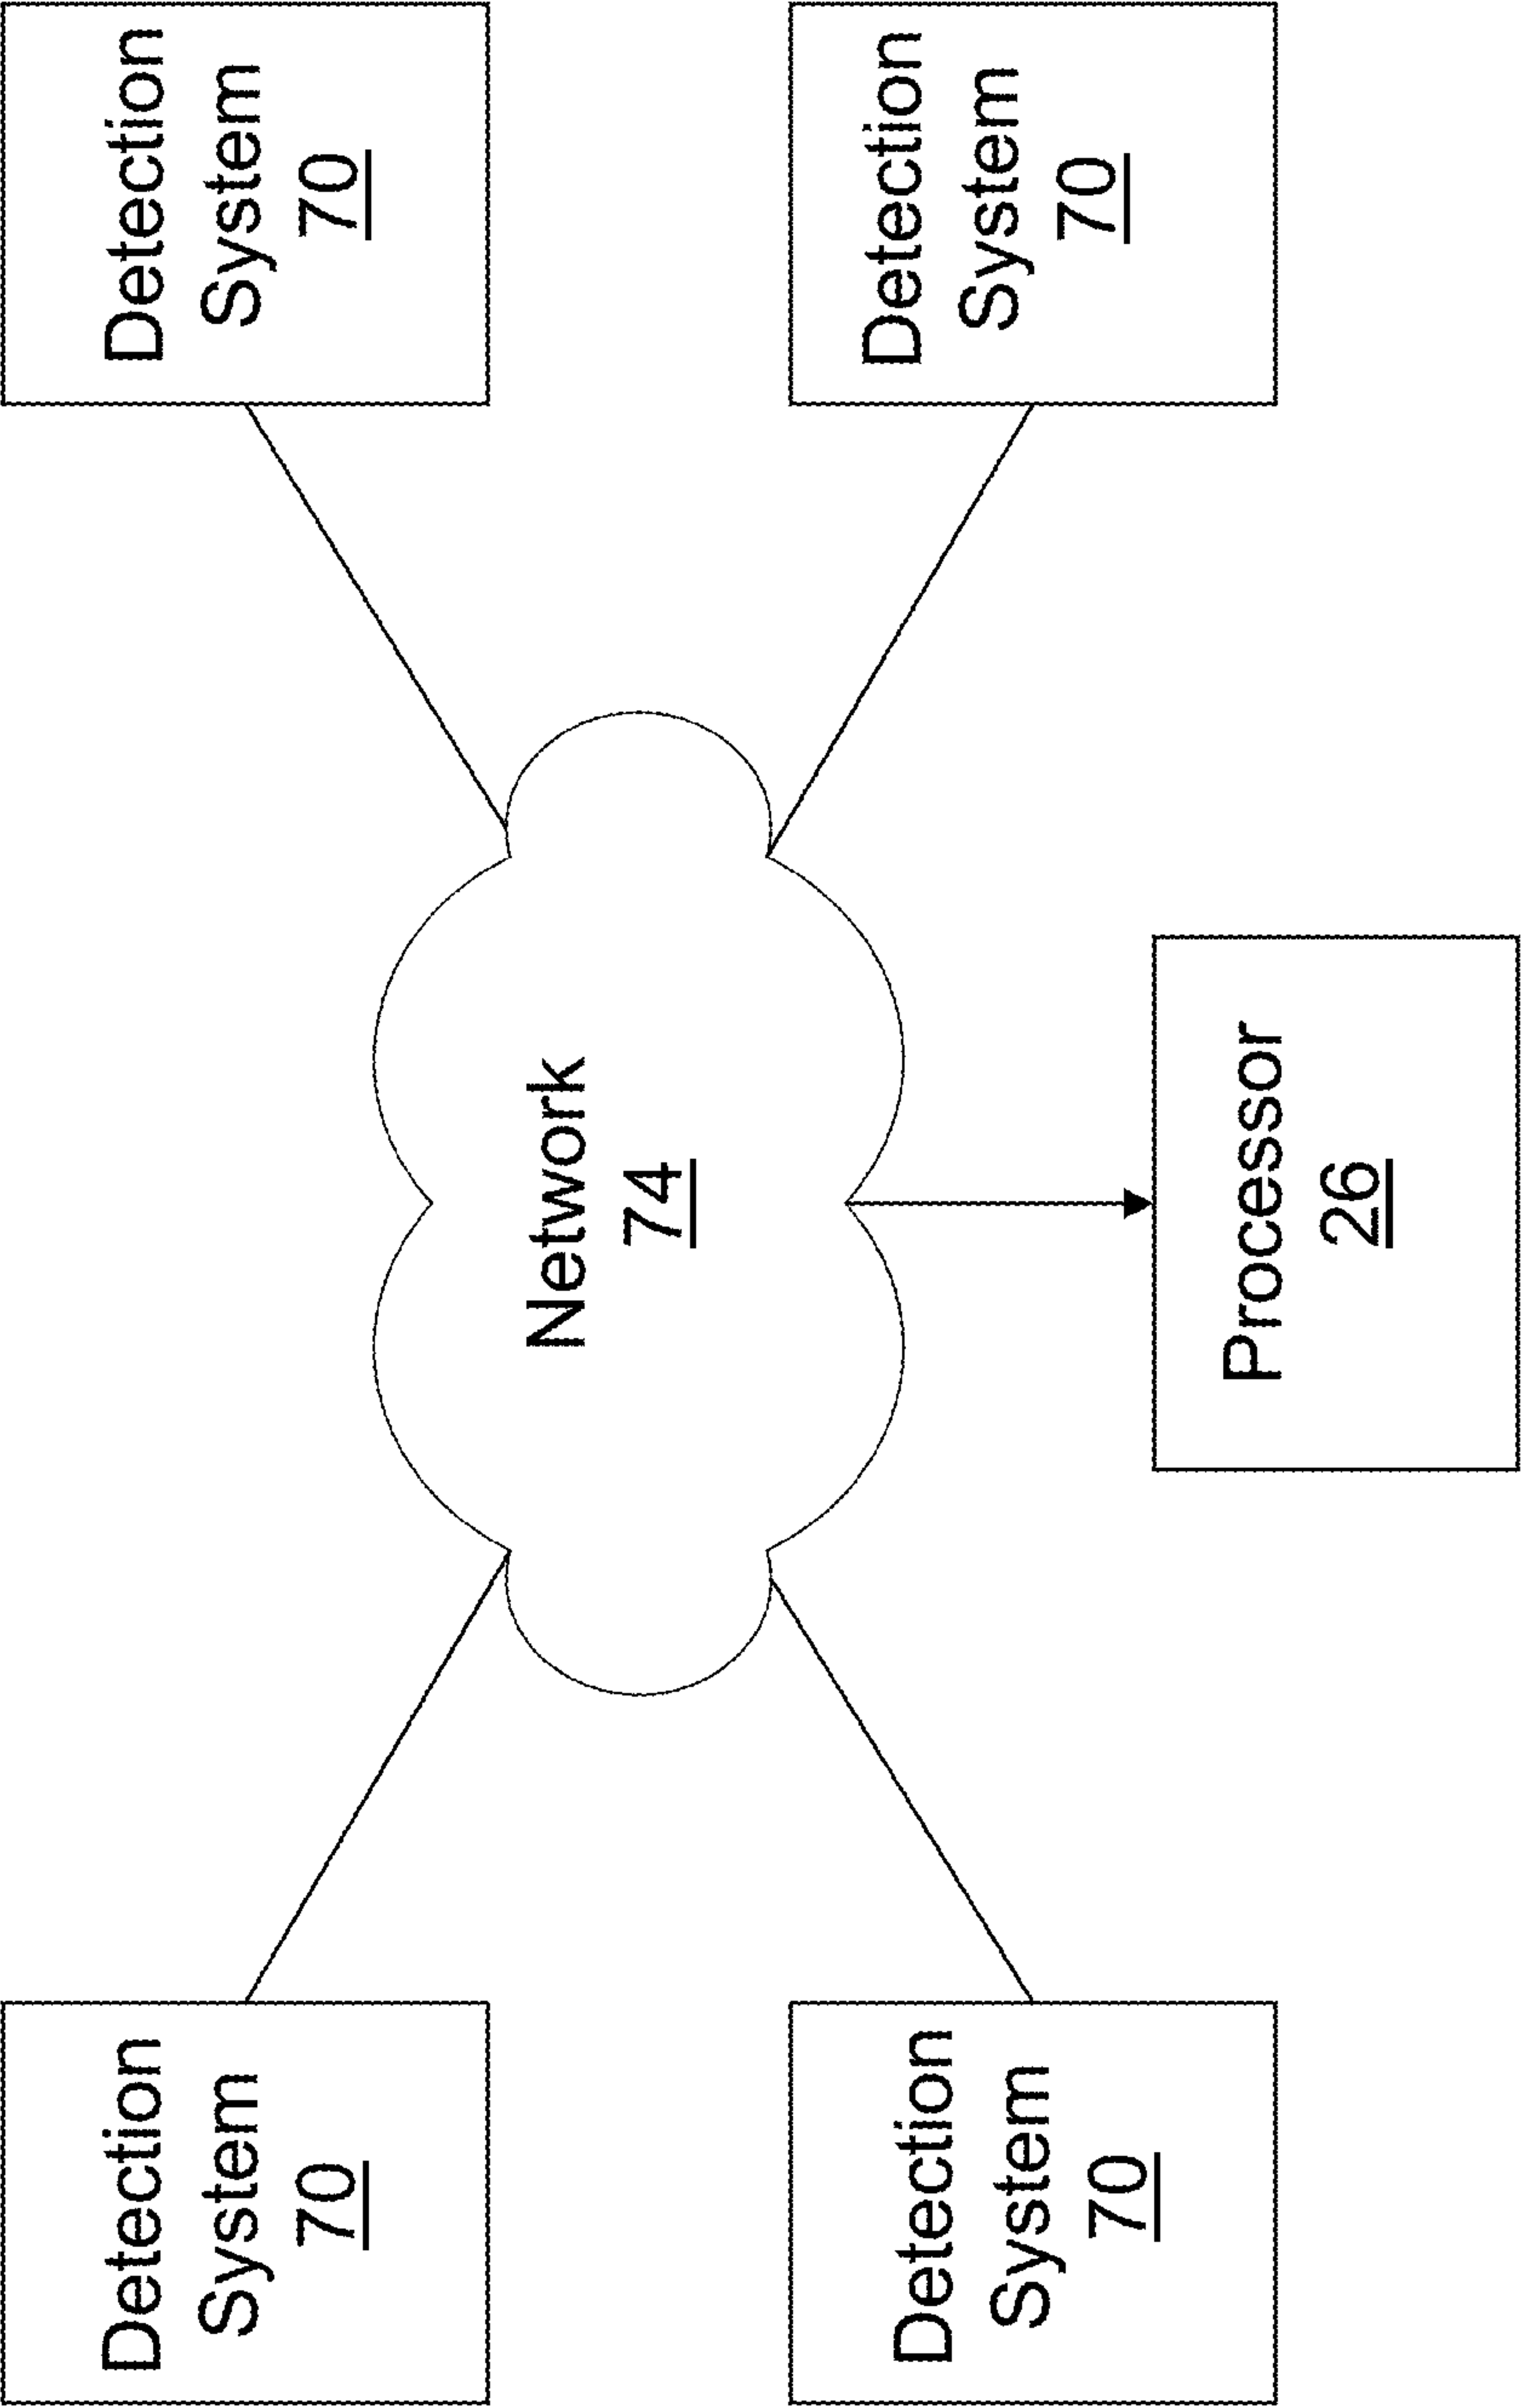 Detection
System
70
Detection
System
70
Network
74
Detection
System
70
Detection
System
70
Processor
26